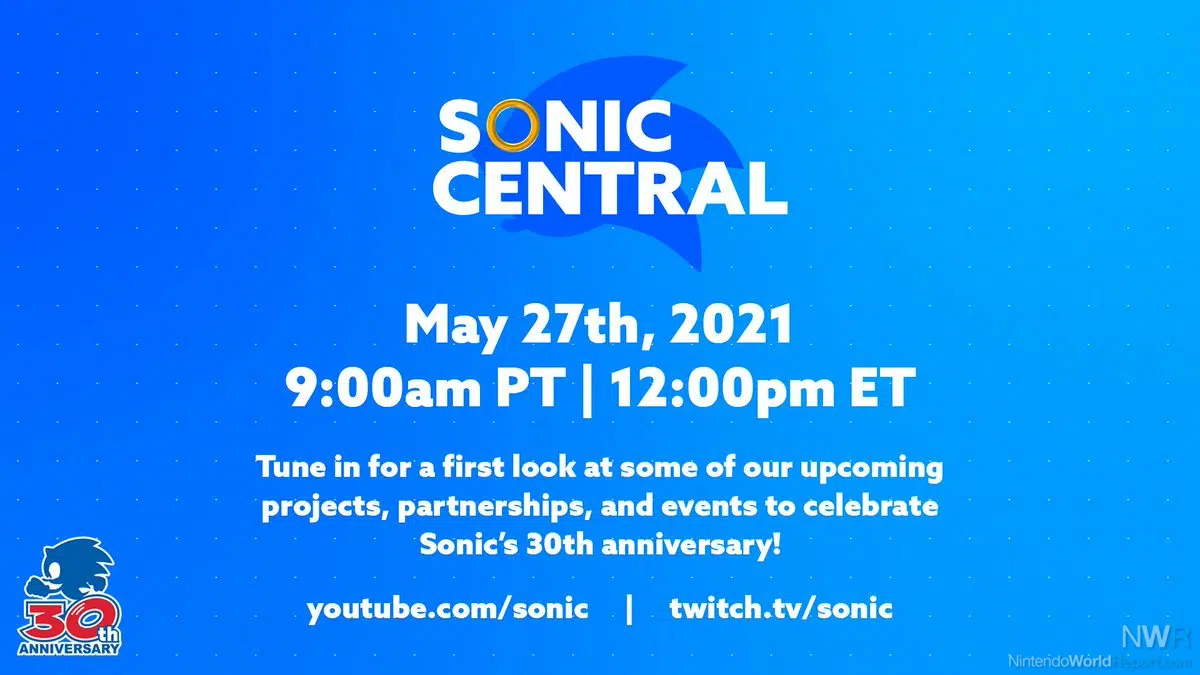 SONIC
CENTRAL
May 27th, 2021
9:00am PT | 12:00pm ET
Tune in for a first look at some of our upcoming
projects, partnerships, and events to celebrate
Sonic's 30th anniversary!
youtube.com/sonic | twitch.tv/sonic
30th
ANNIVERSARY
NWR
NintendoWorldReport.com